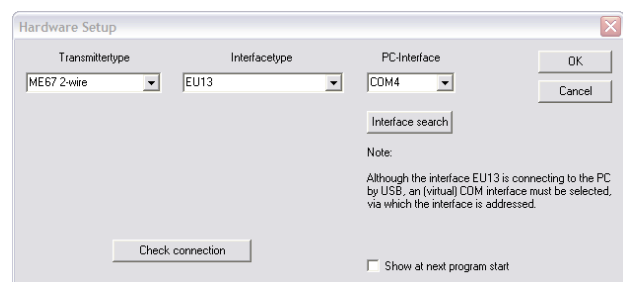 Hardware Setup
Transmittertype
Interfacetype
PC-Interface
OK
ME67 2-wire
EU13
COM4
Cancel
Interface search
Note:
Although the interface EU13 is connecting to the PC
by USB, an (virtual) COM interface must be selected,
via which the interface is addressed.
Check connection
Show at next program start